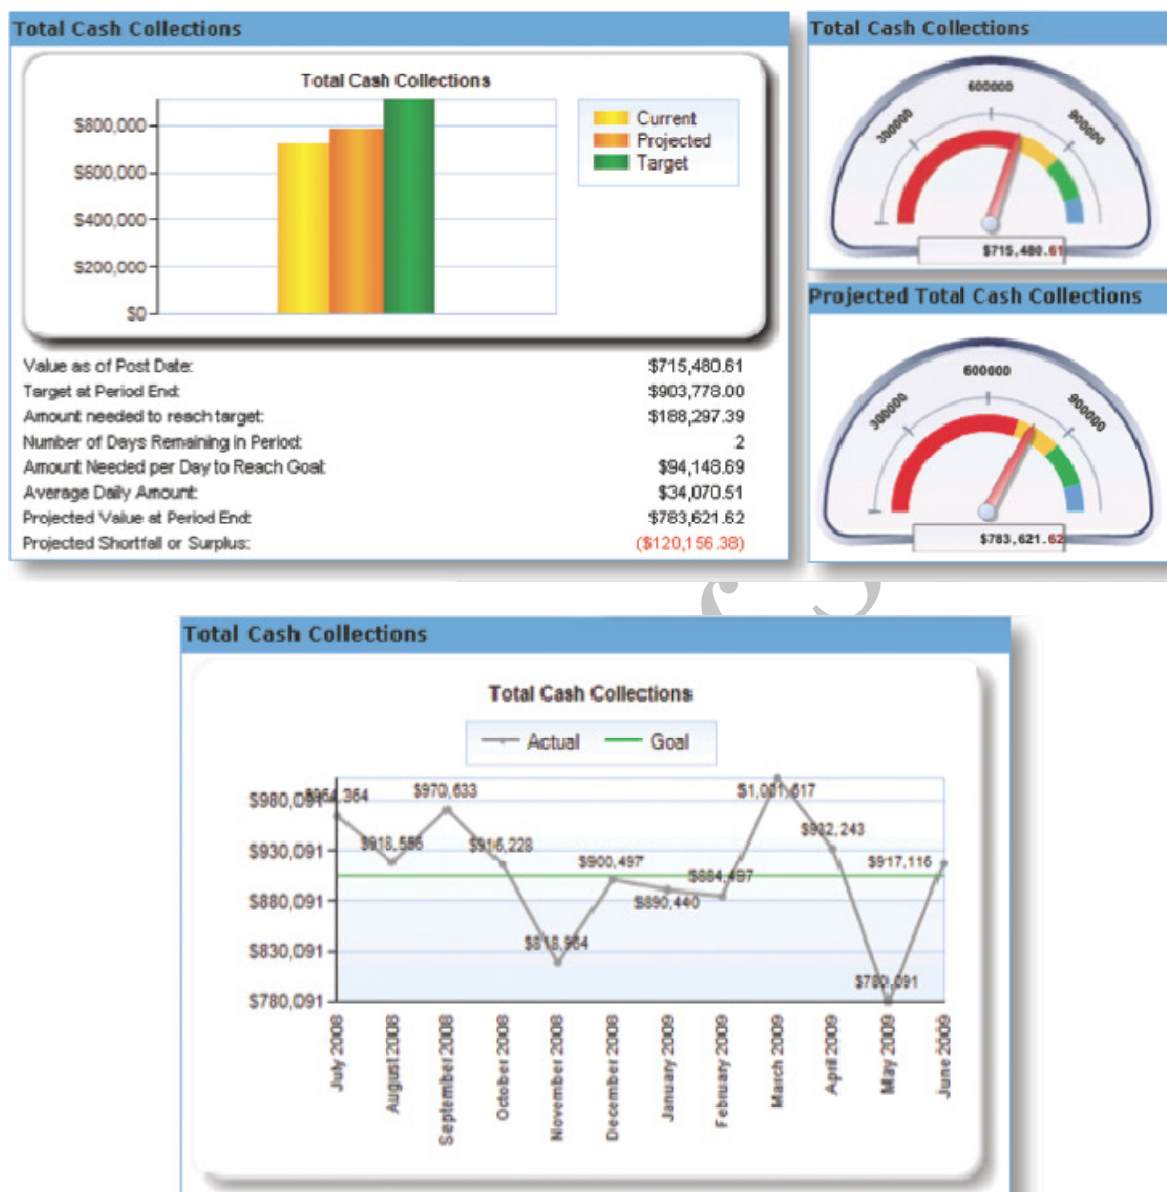 Total Cash Collections
Total Cash Collections
$800,000
$600,000
$400,000
$200,000
$0
Current
Projected
Target
Value as of Post Date: $715,480.61
Target at Period End: $903,778.00
Amount needed to reach target: $188,297.39
Number of Days Remaining in Period: 2
Amount Needed per Day to Reach Goal: $94,148.69
Average Daily Amount: $34,070.51
Projected Value at Period End: $783,621.62
Projected Shortfall or Surplus: ($120,156.38)
Total Cash Collections
300000
600000
900000
$715,480.61
Projected Total Cash Collections
300000
600000
900000
$783,621.62
Total Cash Collections
Total Cash Collections
Actual
Goal
$980,091
$930,091
$880,091
$830,091
$780,091
$970,633
$916,228
$900,497
$890,440
$884,497
$932,243
$780,091
$917,116
July 2008
August 2008
September 2008
October 2008
November 2008
December 2008
January 2009
February 2009
March 2009
April 2009
May 2009
June 2009